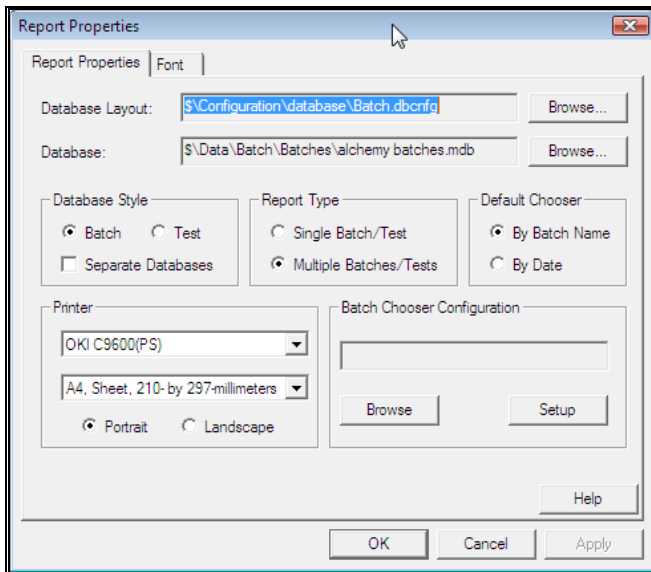 Report Properties
Report Properties Font
Database Layout: $\Configuration\database\Batch.dbcnfg Browse...
Database: $\Data\Batch\Batches\alchemy batches.mdb Browse...
Database Style
Batch Test
Separate Databases
Report Type
Single Batch/Test
Multiple Batches/Tests
Default Chooser
By Batch Name
By Date
Printer
OKI C9600(PS)
A4, Sheet, 210- by 297-millimeters
Portrait Landscape
Batch Chooser Configuration
Browse Setup
Help
OK Cancel Apply